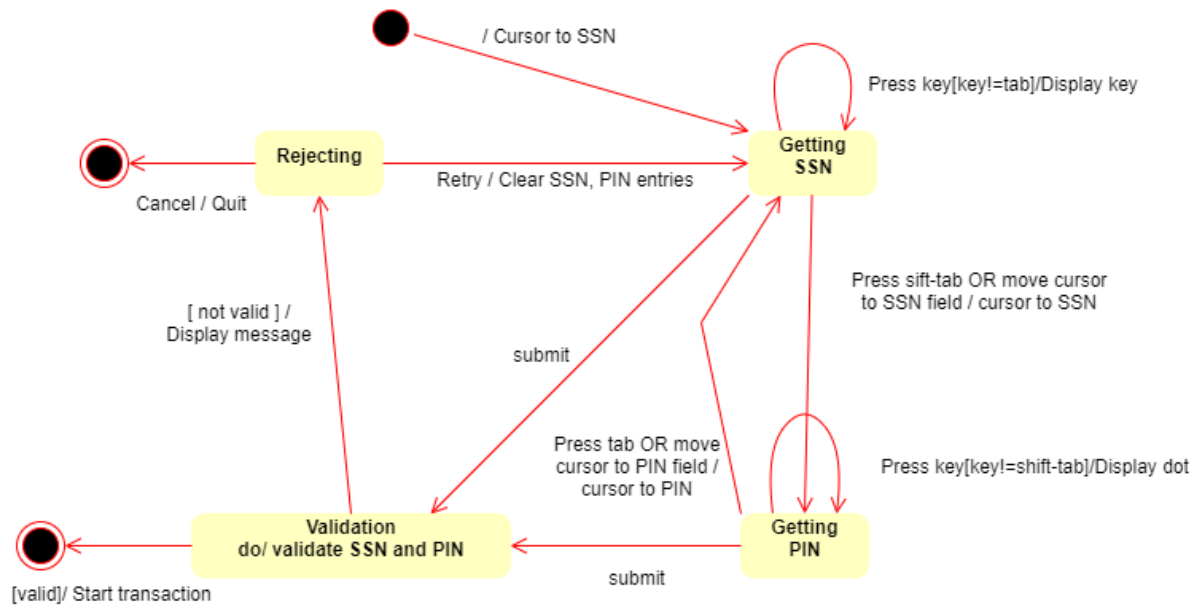 / Cursor to SSN
Press key[key!=tab]/Display key
Getting
SSN
Rejecting
Retry / Clear SSN, PIN entries
Cancel / Quit
Press sift-tab OR move cursor
to SSN field / cursor to SSN
[ not valid ] /
Display message
submit
Press tab OR move
cursor to PIN field /
cursor to PIN
Press key[key!=shift-tab]/Display dot
Validation
do/ validate SSN and PIN
Getting
PIN
submit
[valid]/ Start transaction